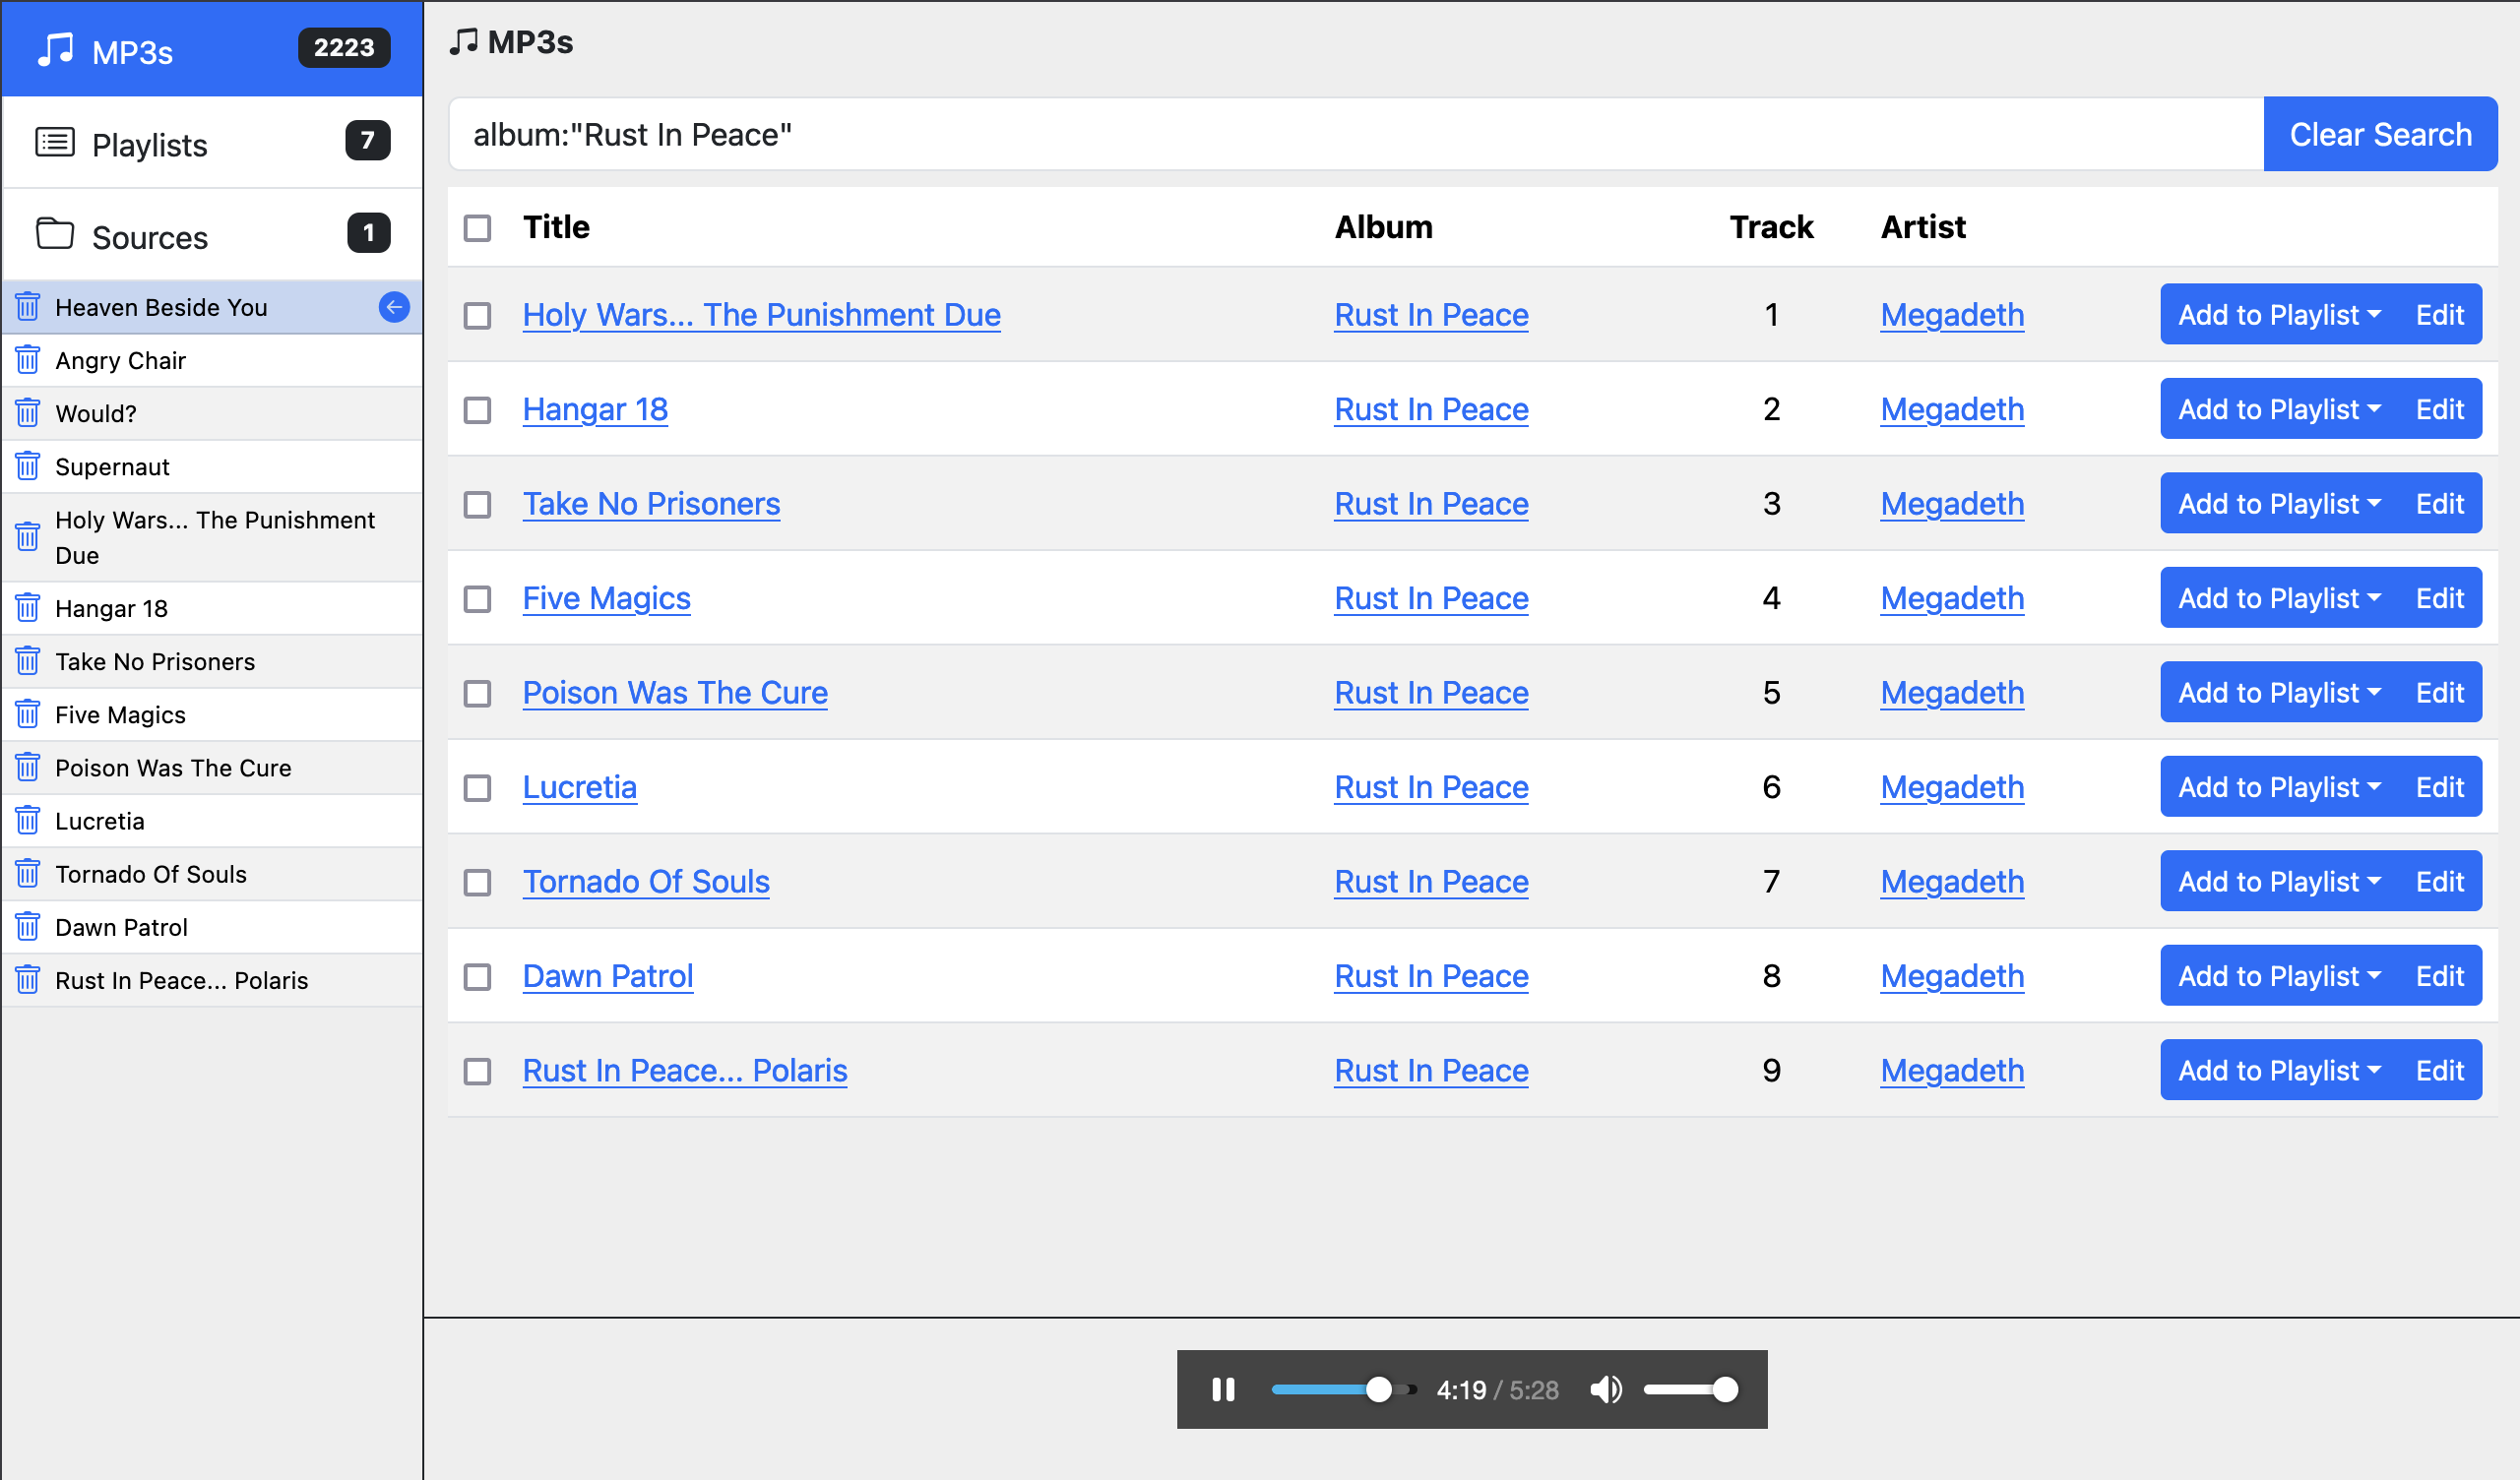 MP3s 2223
Playlists 7
Sources 1
Heaven Beside You
Angry Chair
Would?
Supernaut
Holy Wars... The Punishment
Due
Hangar 18
Take No Prisoners
Five Magics
Poison Was The Cure
Lucretia
Tornado Of Souls
Dawn Patrol
Rust In Peace... Polaris
MP3s
album:"Rust In Peace" Clear Search
Title Album Track Artist
Holy Wars... The Punishment Due Rust In Peace 1 Megadeth Add to Playlist Edit
Hangar 18 Rust In Peace 2 Megadeth Add to Playlist Edit
Take No Prisoners Rust In Peace 3 Megadeth Add to Playlist Edit
Five Magics Rust In Peace 4 Megadeth Add to Playlist Edit
Poison Was The Cure Rust In Peace 5 Megadeth Add to Playlist Edit
Lucretia Rust In Peace 6 Megadeth Add to Playlist Edit
Tornado Of Souls Rust In Peace 7 Megadeth Add to Playlist Edit
Dawn Patrol Rust In Peace 8 Megadeth Add to Playlist Edit
Rust In Peace... Polaris Rust In Peace 9 Megadeth Add to Playlist Edit
4:19 / 5:28